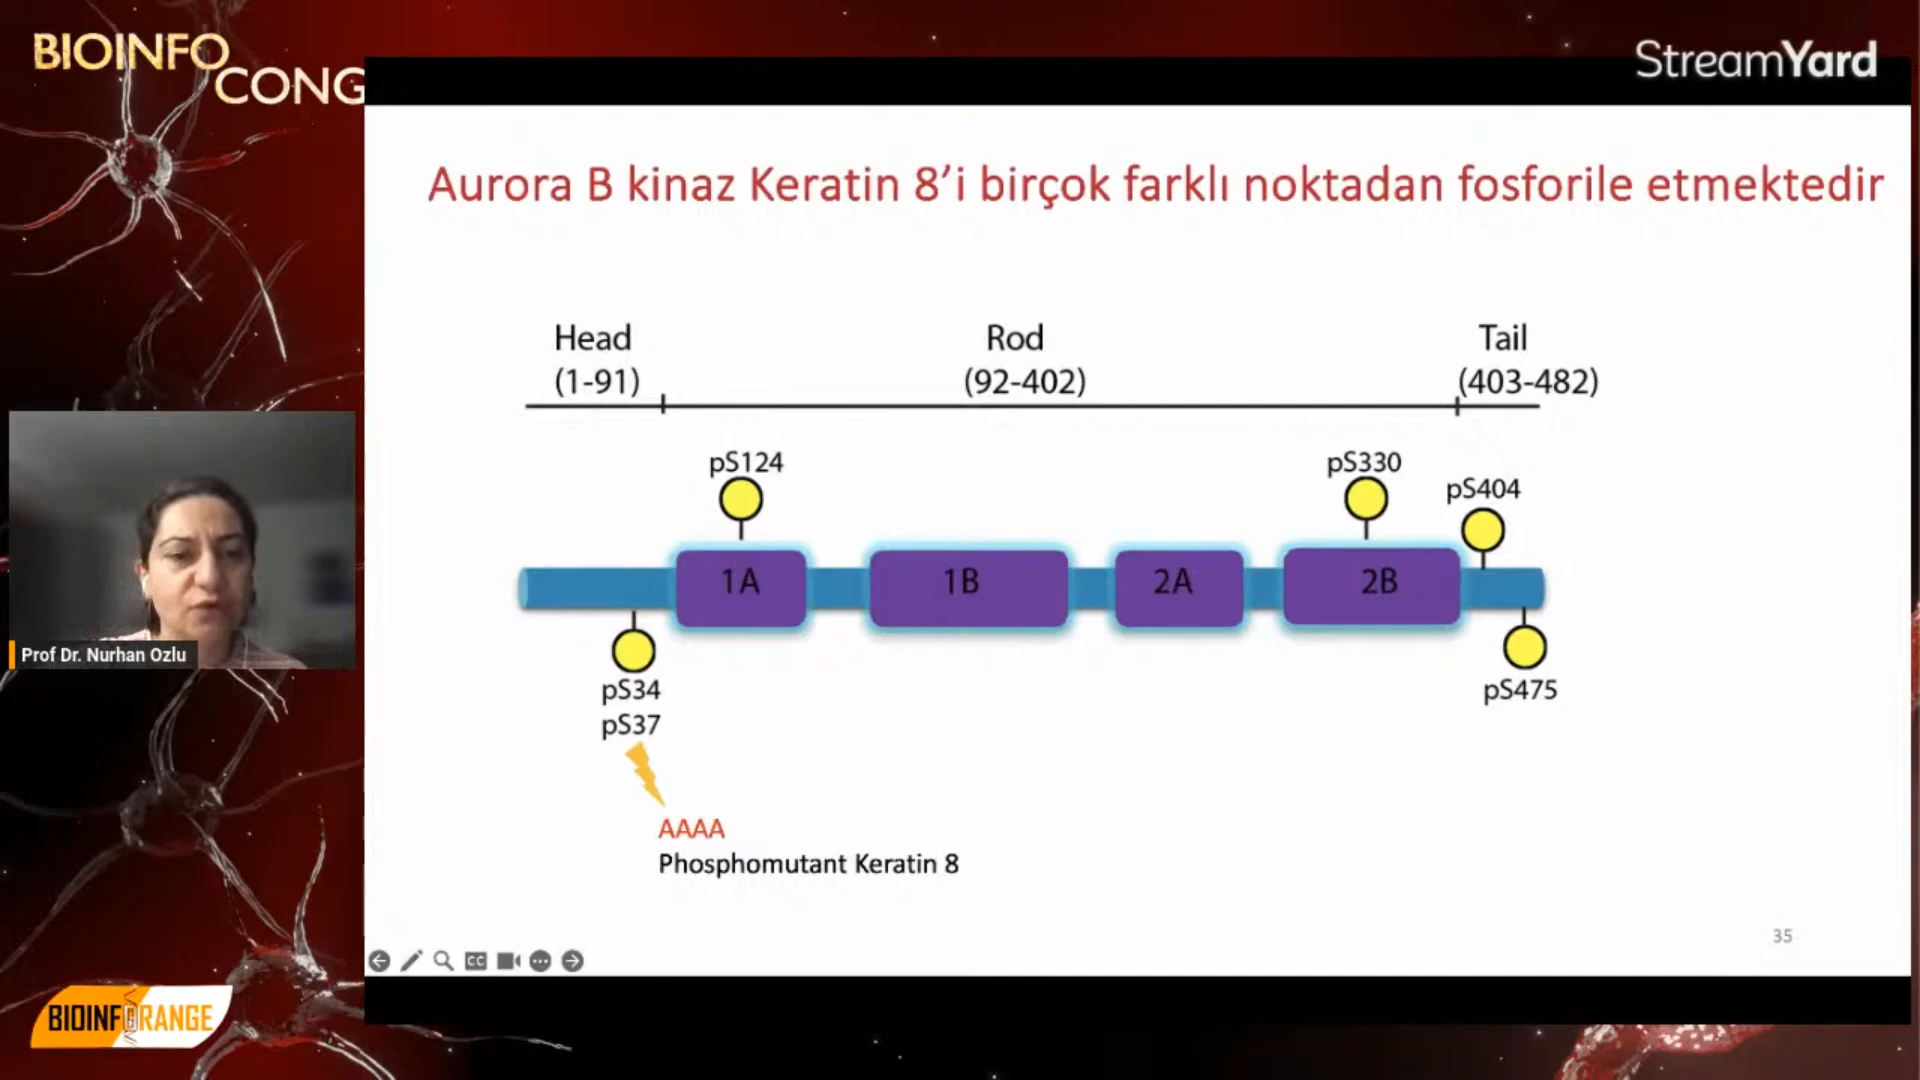 BIOINFO
CONG
StreamYard
Aurora B kinaz Keratin 8’i birçok farklı noktadan fosforile etmektedir
Head
(1-91)
Rod
(92-402)
Tail
(403-482)
pS124
pS330
pS404
1A
1B
2A
2B
pS34
pS37
pS475
AAAA
Phosphomutant Keratin 8
35
CC
Prof Dr. Nurhan Ozlu
BIOINFORANGE